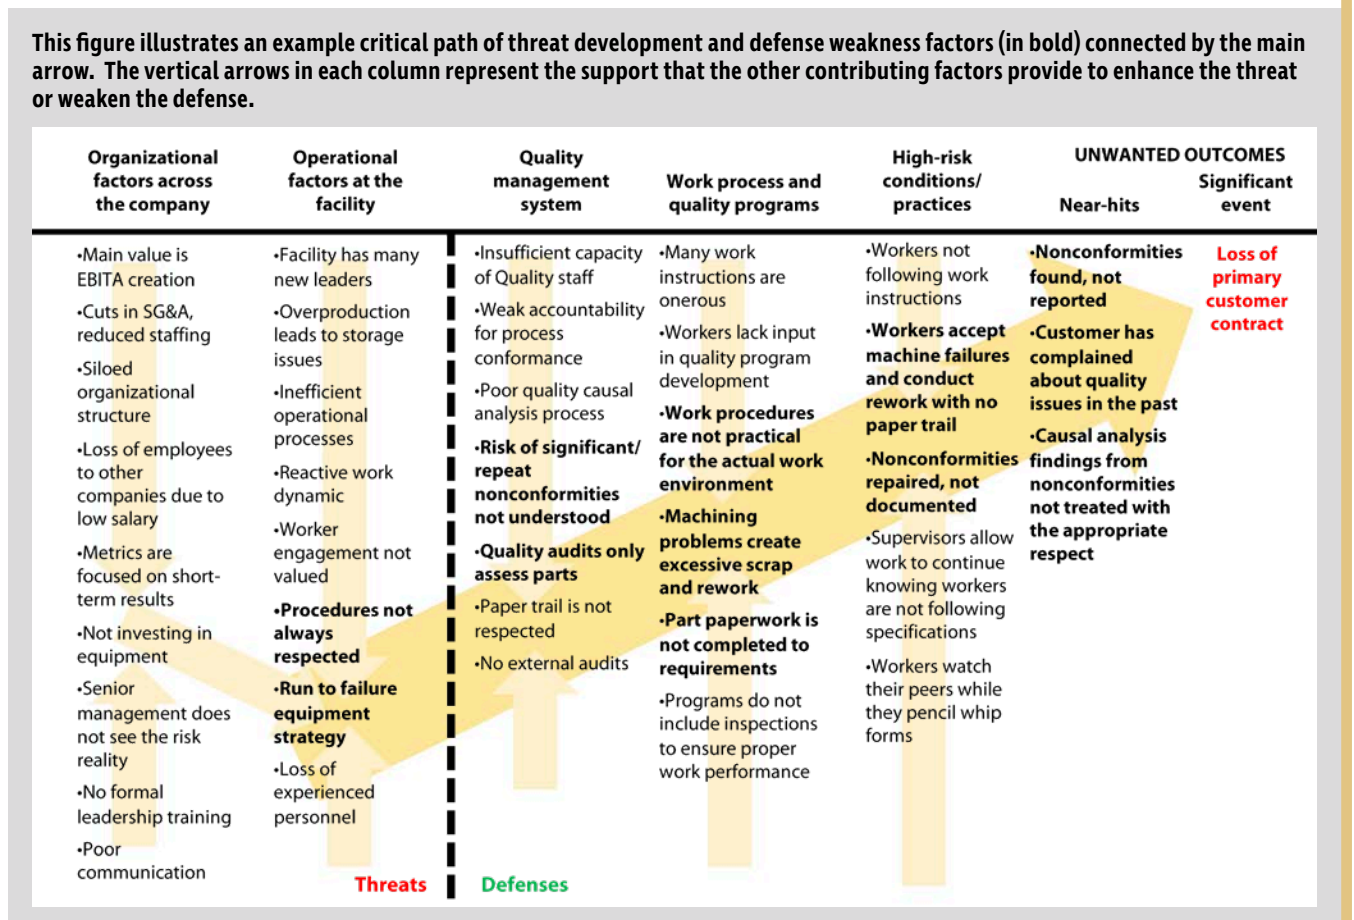 This figure illustrates an example critical path of threat development and defense weakness factors (in bold) connected by the main
arrow.  The vertical arrows in each column represent the support that the other contributing factors provide to enhance the threat
or weaken the defense.
Organizational
factors across
the company
Operational
factors at the
facility
Quality
management
system
Work process and
quality programs
High-risk
conditions/
practices
UNWANTED OUTCOMES
Near-hits
Significant
event
•Main value is
EBITA creation
•Cuts in SG&A,
reduced staffing
•Siloed
organizational
structure
•Loss of employees
to other
companies due to
low salary
•Metrics are
focused on short-
term results
•Not investing in
equipment
•Senior
management does
not see the risk
reality
•No formal
leadership training
•Poor
communication
•Facility has many
new leaders
•Overproduction
leads to storage
issues
•Inefficient
operational
processes
•Reactive work
dynamic
•Worker
engagement not
valued
•Procedures not
always
respected
•Run to failure
equipment
strategy
•Loss of
experienced
personnel
Threats
•Insufficient capacity
of Quality staff
•Weak accountability
for process
conformance
•Poor quality causal
analysis process
•Risk of significant/
repeat
nonconformities
not understood
•Quality audits only
assess parts
•Paper trail is not
respected
•No external audits
Defenses
•Many work
instructions are
onerous
•Workers lack input
in quality program
development
•Work procedures
are not practical
for the actual work
environment
•Machining
problems create
excessive scrap
and rework
•Part paperwork is
not completed to
requirements
•Programs do not
include inspections
to ensure proper
work performance
•Workers not
following work
instructions
•Workers accept
machine failures
and conduct
rework with no
paper trail
•Nonconformities
repaired, not
documented
•Supervisors allow
work to continue
knowing workers
are not following
specifications
•Workers watch
their peers while
they pencil whip
forms
•Nonconformities
found, not
reported
•Customer has
complained
about quality
issues in the past
•Causal analysis
findings from
nonconformities
not treated with
the appropriate
respect
Loss of
primary
customer
contract